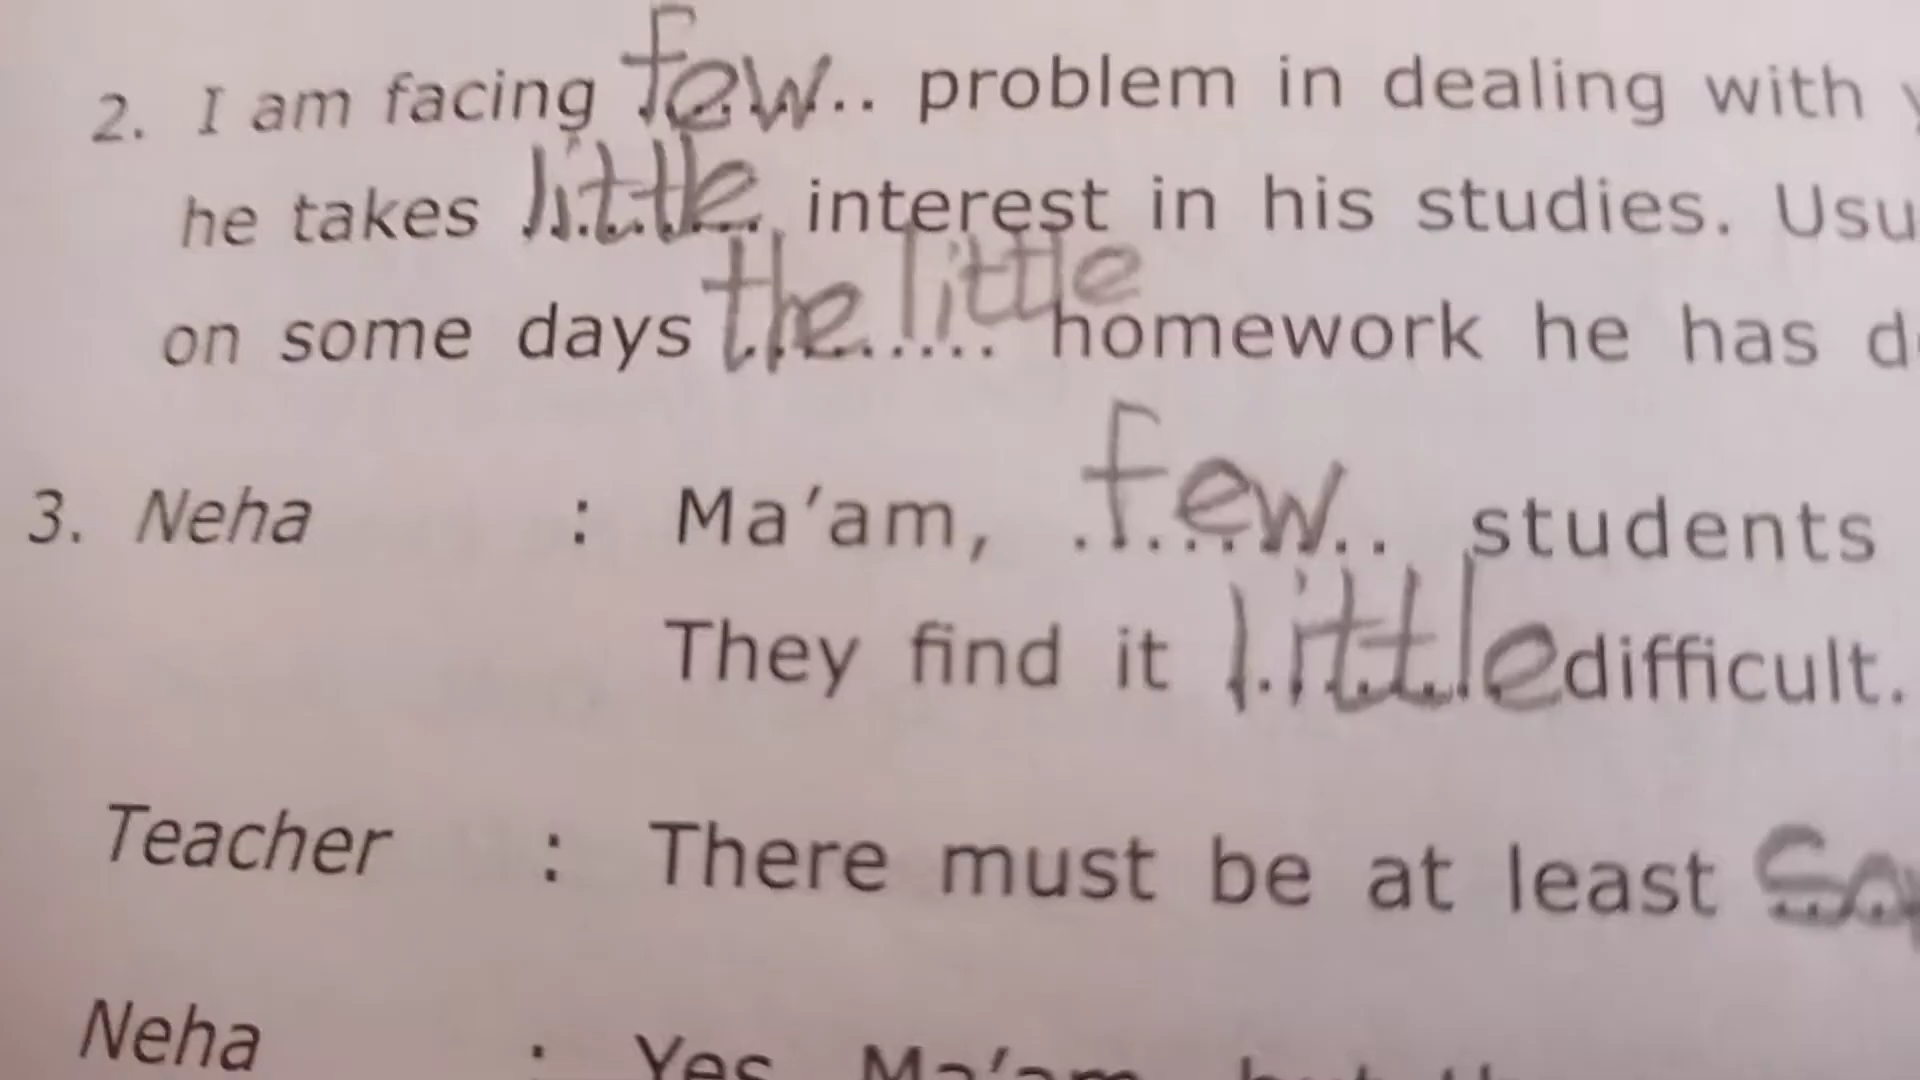 2. I am facing few.. problem in dealing with
he takes little interest in his studies.
on some days the little homework he has
3. Neha : Ma'am, few.. students
They find it little difficult.
Teacher : There must be at least
Neha : Yes Ma'am